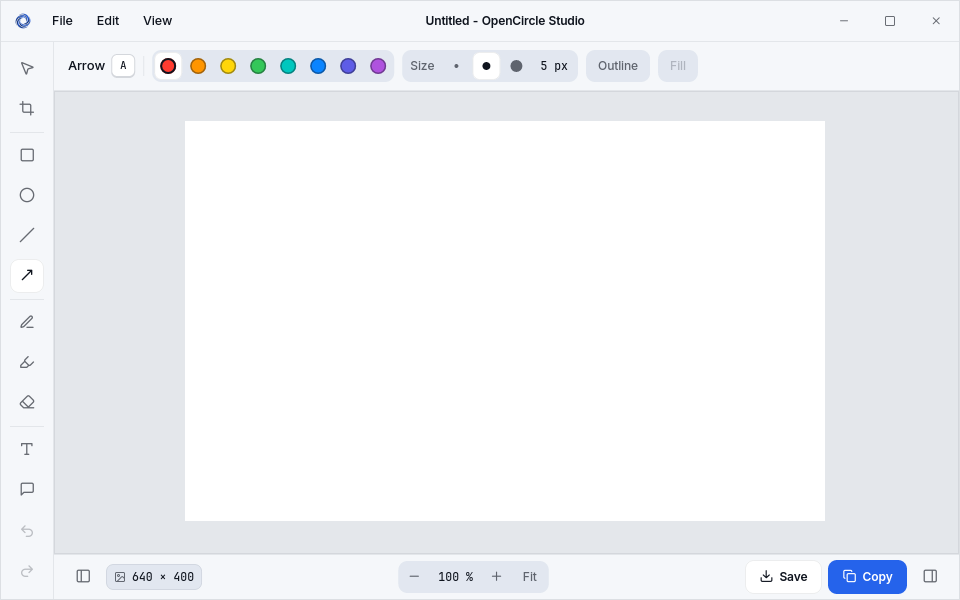 File Edit View Untitled - OpenCircle Studio
Arrow A Size 5 px Outline Fill
640 × 400 100 % Fit Save Copy